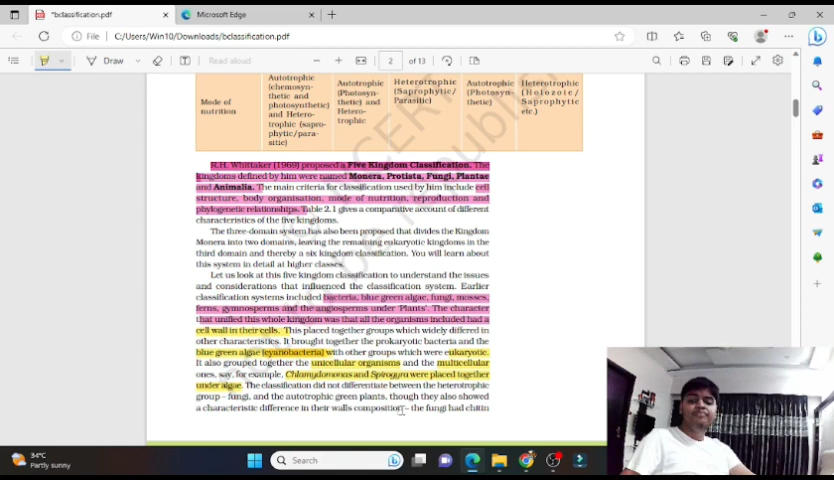 *bclassification.pdf
Microsoft Edge
File
C:/Users/Win10/Downloads/bclassification.pdf
Draw
Read aloud
2
of 13
Mode of
nutrition
Autotrophic
(chemosyn-
thetic and
photosynthetic)
and Hetero-
trophic (sapro-
phytic/para-
sitic)
Autotrophic
(Photosyn-
thetic) and
Hetero-
trophic
Heterotrophic
(Saprophytic/
Parasitic)
Autotrophic
(Photosyn-
thetic)
Heterotrophic
(Holozoic/
Saprophytic
etc.)
R.H. Whittaker (1969) proposed a Five Kingdom Classification. The
kingdoms defined by him were named Monera, Protista, Fungi, Plantae
and Animalia. The main criteria for classification used by him include cell
structure, body organisation, mode of nutrition, reproduction and
phylogenetic relationships. Table 2.1 gives a comparative account of different
characteristics of the five kingdoms.
The three-domain system has also been proposed that divides the Kingdom
Monera into two domains, leaving the remaining eukaryotic kingdoms in the
third domain and thereby a six kingdom classification. You will learn about
this system in detail at higher classes.
Let us look at this five kingdom classification to understand the issues
and considerations that influenced the classification system. Earlier
classification systems included bacteria, blue green algae, fungi, mosses,
ferns, gymnosperms and the angiosperms under 'Plants'. The character
that unified this whole kingdom was that all the organisms included had a
cell wall in their cells. This placed together groups which widely differed in
other characteristics. It brought together the prokaryotic bacteria and the
blue green algae (cyanobacteria) with other groups which were eukaryotic.
It also grouped together the unicellular organisms and the multicellular
ones, say, for example, Chlamydomonas and Spirogyra were placed together
under algae. The classification did not differentiate between the heterotrophic
group – fungi, and the autotrophic green plants, though they also showed
a characteristic difference in their walls composition – the fungi had chitin
34°C
Partly sunny
Search